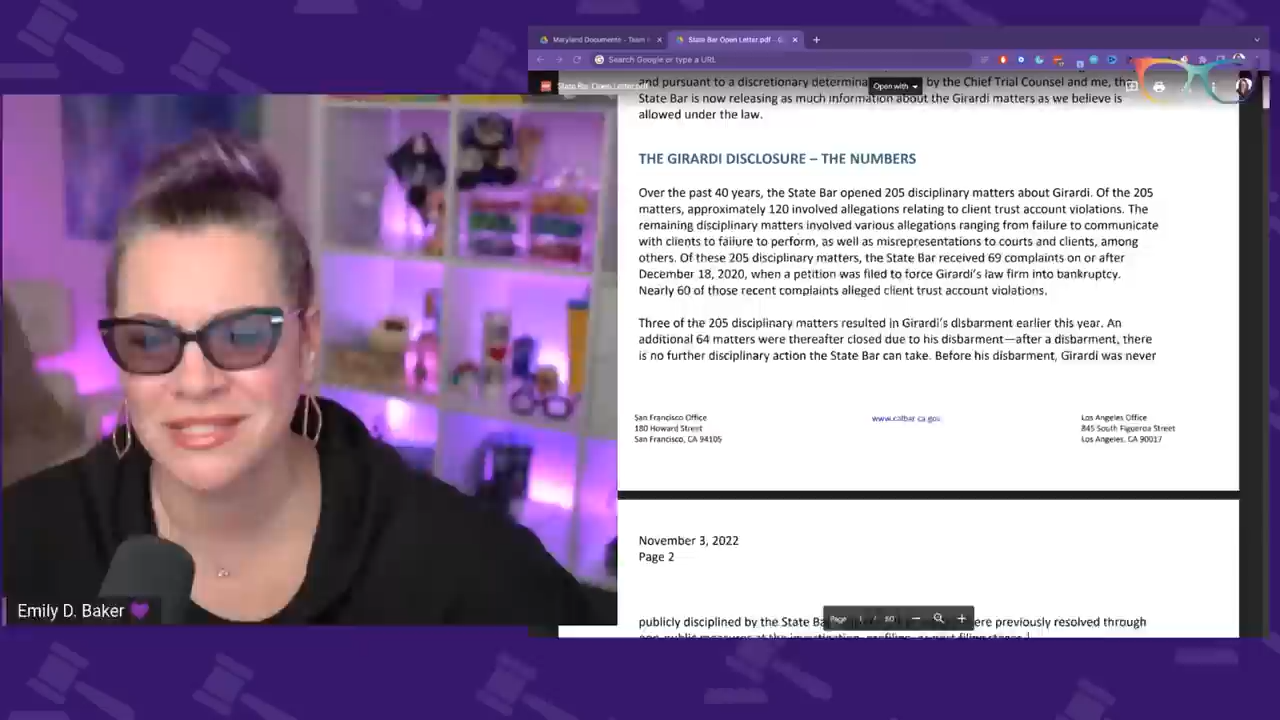 Maryland Documents - Team
State Bar Open Letter.pdf - G
Search Google or type a URL
State Bar Open Letter.pdf
Open with
and pursuant to a discretionary by the Chief Trial Counsel and me, the
State Bar is now releasing as much information about the Girardi matters as we believe is
allowed under the law.
THE GIRARDI DISCLOSURE – THE NUMBERS
Over the past 40 years, the State Bar opened 205 disciplinary matters about Girardi. Of the 205
matters, approximately 120 involved allegations relating to client trust account violations. The
remaining disciplinary matters involved various allegations ranging from failure to communicate
with clients to failure to perform, as well as misrepresentations to courts and clients, among
others. Of these 205 disciplinary matters, the State Bar received 69 complaints on or after
December 18, 2020, when a petition was filed to force Girardi's law firm into bankruptcy.
Nearly 60 of those recent complaints alleged client trust account violations.
Three of the 205 disciplinary matters resulted in Girardi's disbarment earlier this year. An
additional 64 matters were thereafter closed due to his disbarment—after a disbarment, there
is no further disciplinary action the State Bar can take. Before his disbarment, Girardi was never
San Francisco Office
180 Howard Street
San Francisco, CA 94105
www.calbar.ca.gov
Los Angeles Office
845 South Figueroa Street
Los Angeles, CA 90017
November 3, 2022
Page 2
publicly disciplined by the State Ba ere previously resolved through
Page 1 /
Emily D. Baker